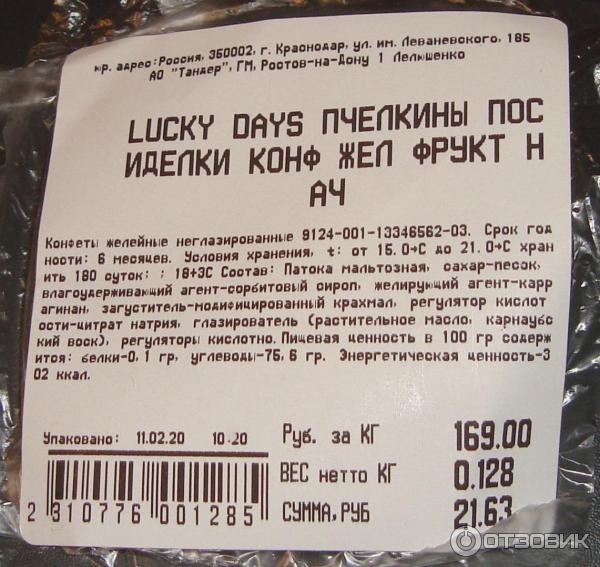 юр. адрес:Россия, 350002, г. Краснодар, ул. им. Леваневского, 185
АО "Тандер", ГМ, Ростов-на-Дону 1 Лелюшенко
LUCKY DAYS ПЧЕЛКИНЫ ПОС
ИДЕЛКИ КОНФ ЖЕЛ ФРУКТ Н
АЧ
Конфеты желейные неглазированные 9124-001-13346562-03. Срок год
ности: 6 месяцев. Условия хранения, t: от 15.0+С до 21.0+С хран
ить 180 суток: ; 18+3С Состав: Патока мальтозная, сахар-песок,
влагоудерживающий агент-сорбитовый сироп, желирующий агент-карр
агинан, загуститель-модифицированный крахмал, регулятор кислот
ости-цитрат натрия, глазирователь (растительное масло, карнаубс
кий воск), регуляторы кислотно. Пищевая ценность в 100 гр содерж
ится: белки-0,1 гр, углеводы-75,6 гр. Энергетическая ценность-3
02 ккал.
Упаковано: 11.02.20 10:20
Руб. за КГ 169.00
ВЕС нетто КГ 0.128
СУММА,РУБ 21.63
2 310776 001285
ОТЗОВИК